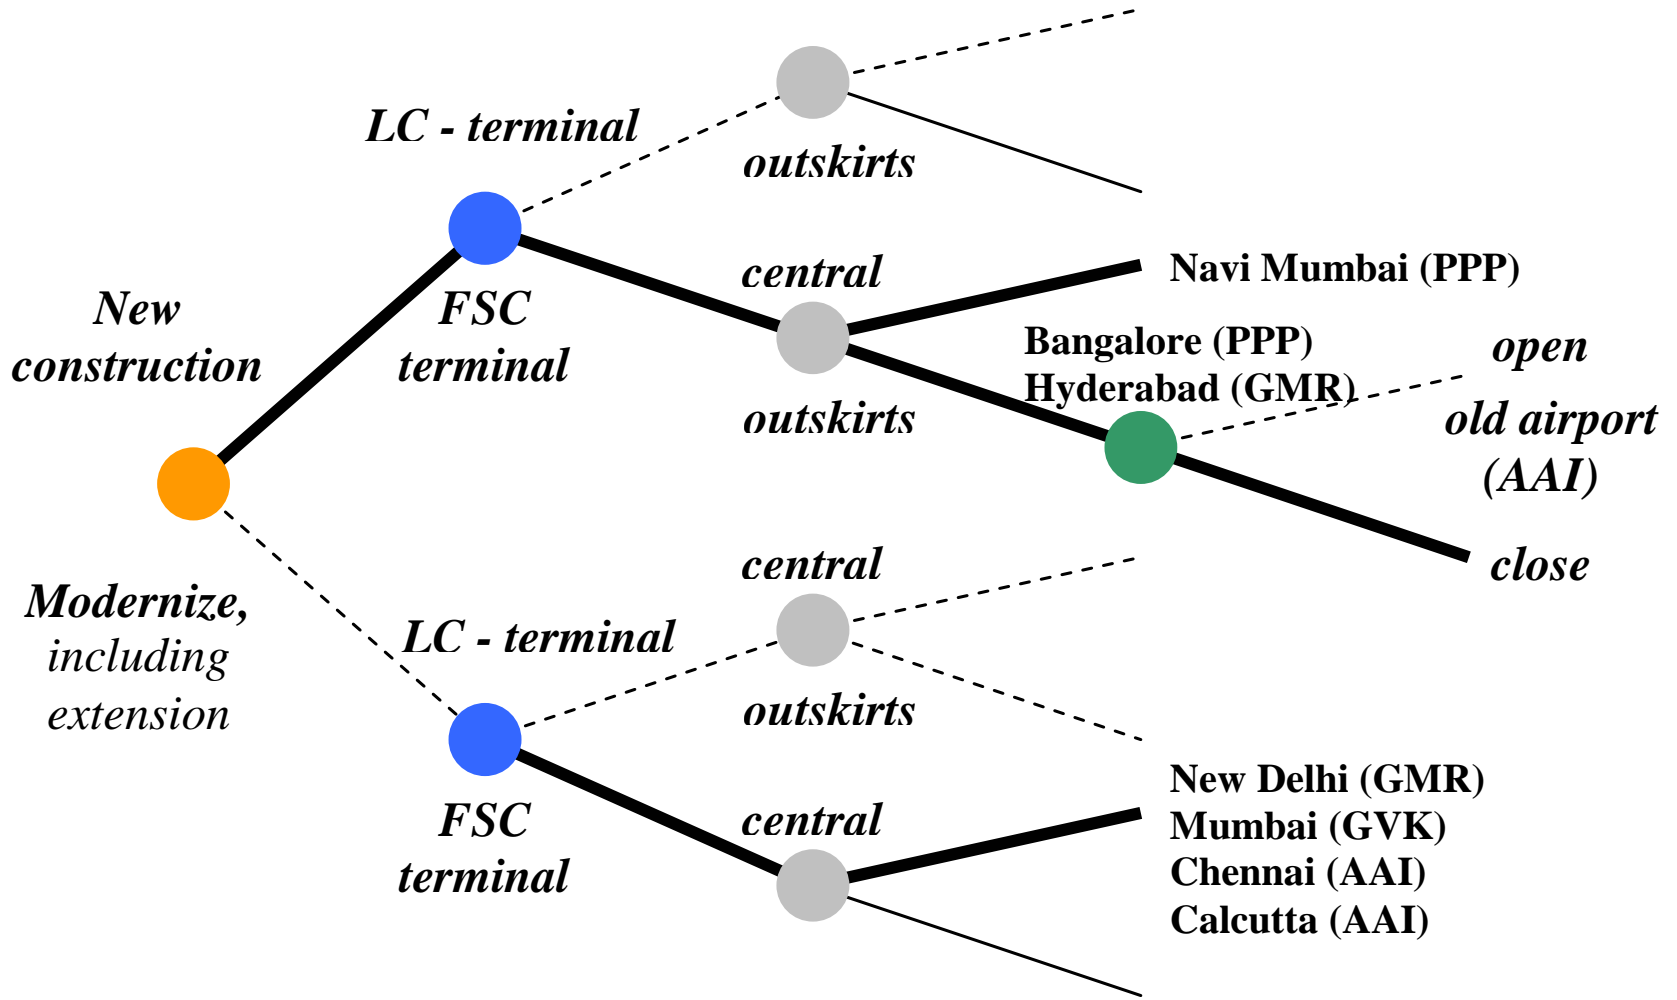 LC - terminal
outskirts
central
Navi Mumbai (PPP)
New
construction
FSC
terminal
Bangalore (PPP)
Hyderabad (GMR)
open
outskirts
old airport
(AAI)
central
close
Modernize,
including
extension
LC - terminal
outskirts
New Delhi (GMR)
Mumbai (GVK)
Chennai (AAI)
Calcutta (AAI)
FSC
terminal
central